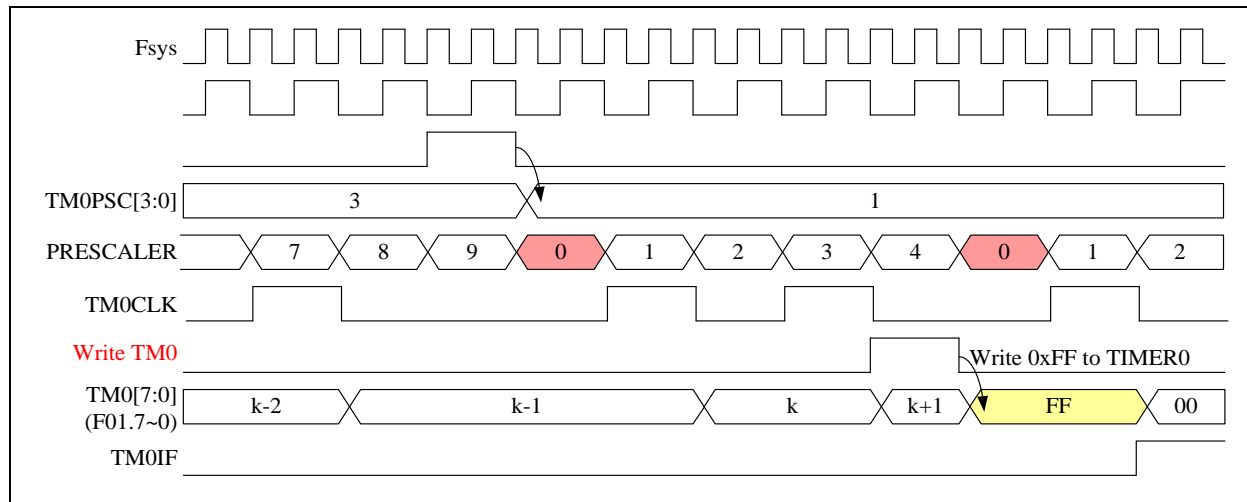 Fsys
TM0PSC[3:0] 3 1
PRESCALER 7 8 9 0 1 2 3 4 0 1 2
TM0CLK
Write TM0 Write 0xFF to TIMER0
TM0[7:0] k-2 k-1 k k+1 FF 00
(F01.7~0)
TM0IF